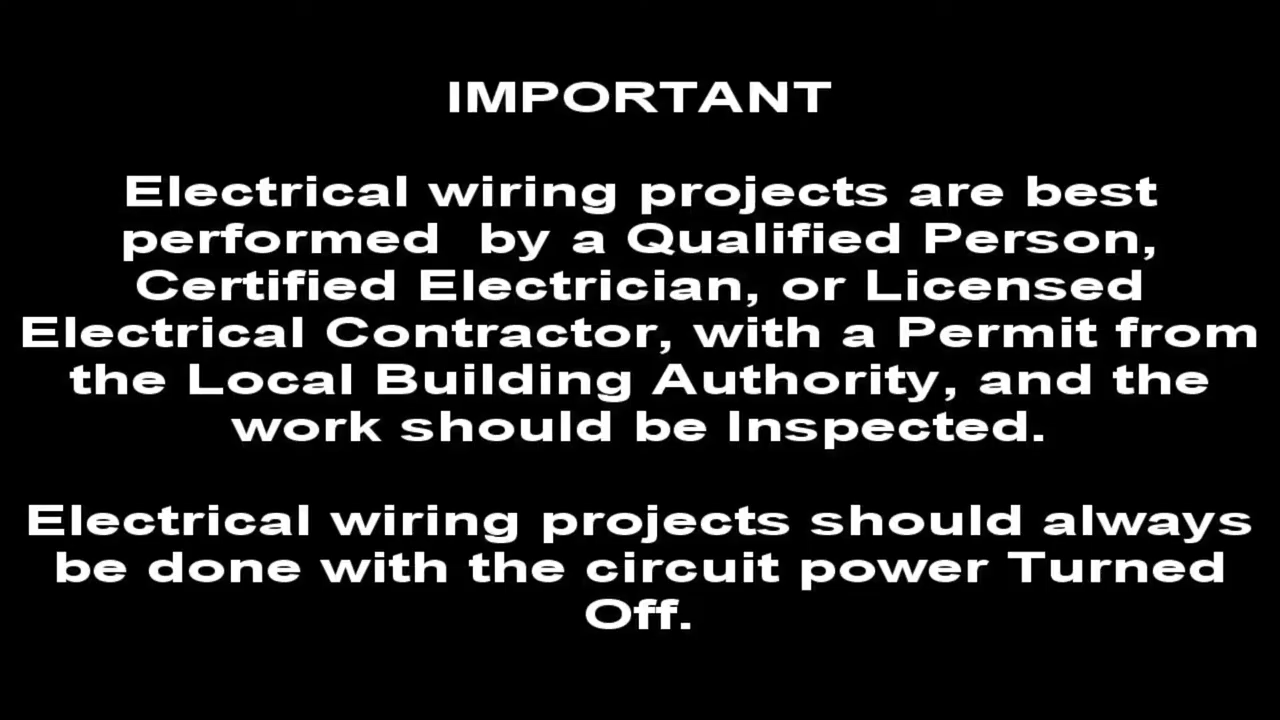 IMPORTANT
Electrical wiring projects are best
performed  by a Qualified Person,
Certified Electrician, or Licensed
Electrical Contractor, with a Permit from
the Local Building Authority, and the
work should be Inspected.
Electrical wiring projects should always
be done with the circuit power Turned
Off.